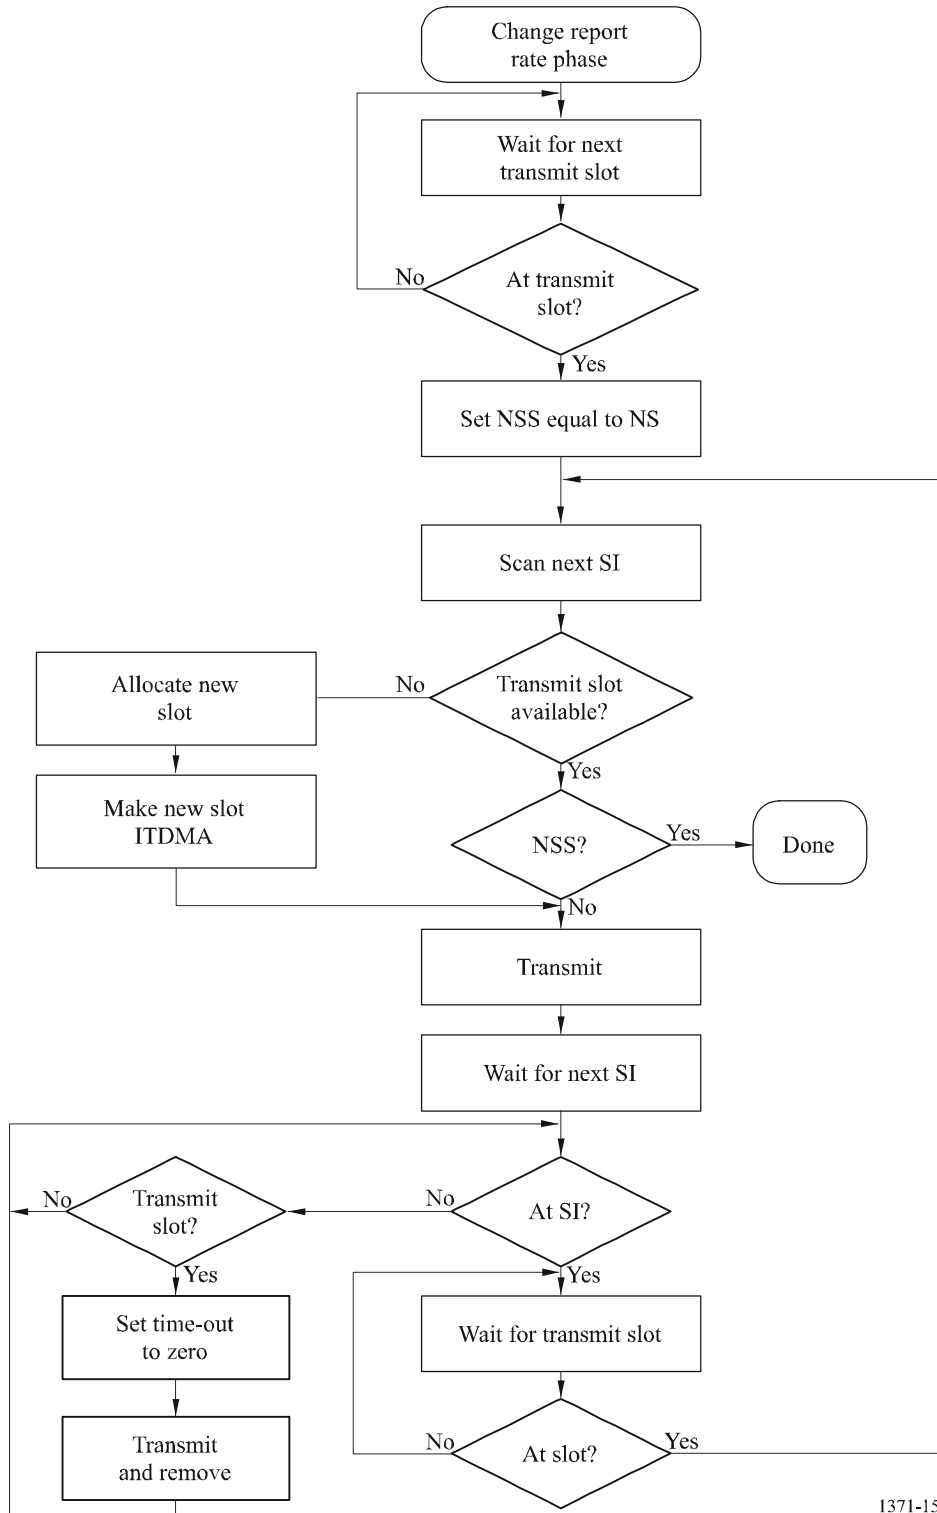 Change report
rate phase
Wait for next
transmit slot
No
At transmit
slot?
Yes
Set NSS equal to NS
Scan next SI
Allocate new
slot
No
Transmit slot
available?
Yes
Make new slot
ITDMA
NSS?
Yes
Done
No
Transmit
Wait for next SI
No
Transmit
slot?
No
At SI?
Yes
Yes
Set time-out
to zero
Wait for transmit slot
Transmit
and remove
No
At slot?
Yes
1371-15